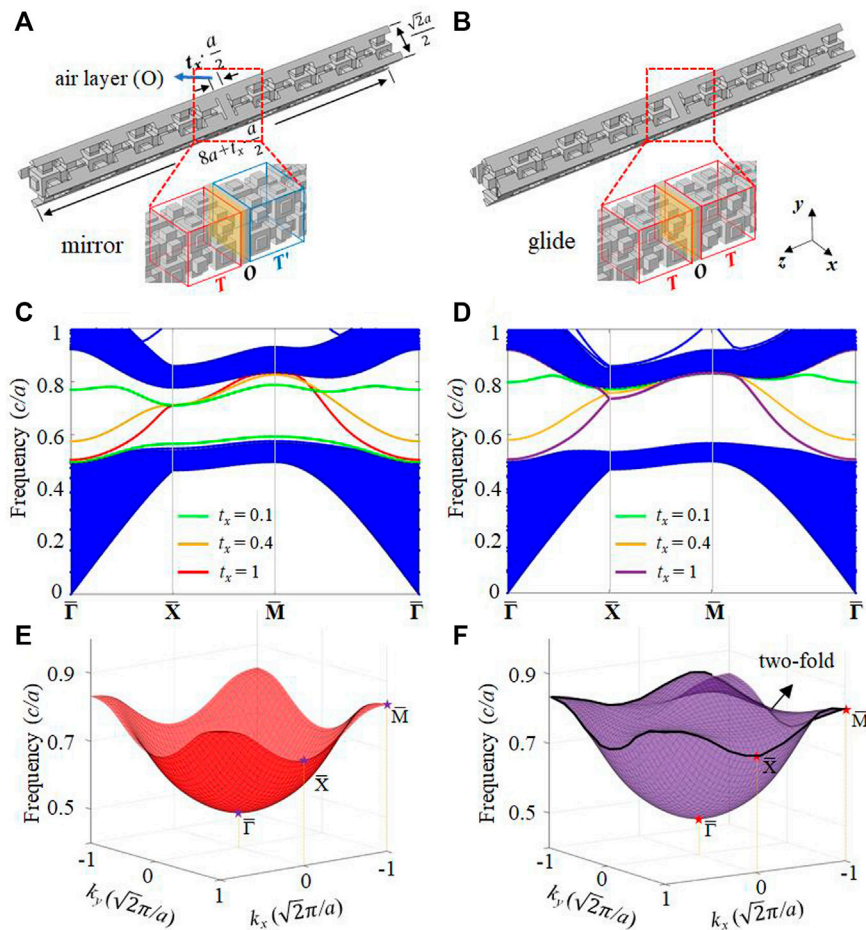 A
t_x · a/2
√2a/2
air layer (O)
8a+t_x a/2
mirror
T
O
T'
B
glide
T
O
T
y
z
x
C
Frequency (c/a)
1
0.8
0.6
0.4
0.2
0
t_x = 0.1
t_x = 0.4
t_x = 1
Γ̄
X̄
M̄
Γ̄
D
Frequency (c/a)
1
0.8
0.6
0.4
0.2
0
t_x = 0.1
t_x = 0.4
t_x = 1
Γ̄
X̄
M̄
Γ̄
E
Frequency (c/a)
0.9
0.7
0.5
M̄
X̄
Γ̄
-1
0
1
0
-1
k_y (√2π/a)
k_x (√2π/a)
F
Frequency (c/a)
0.9
0.7
0.5
two-fold
M̄
X̄
Γ̄
-1
0
1
0
-1
k_y (√2π/a)
k_x (√2π/a)